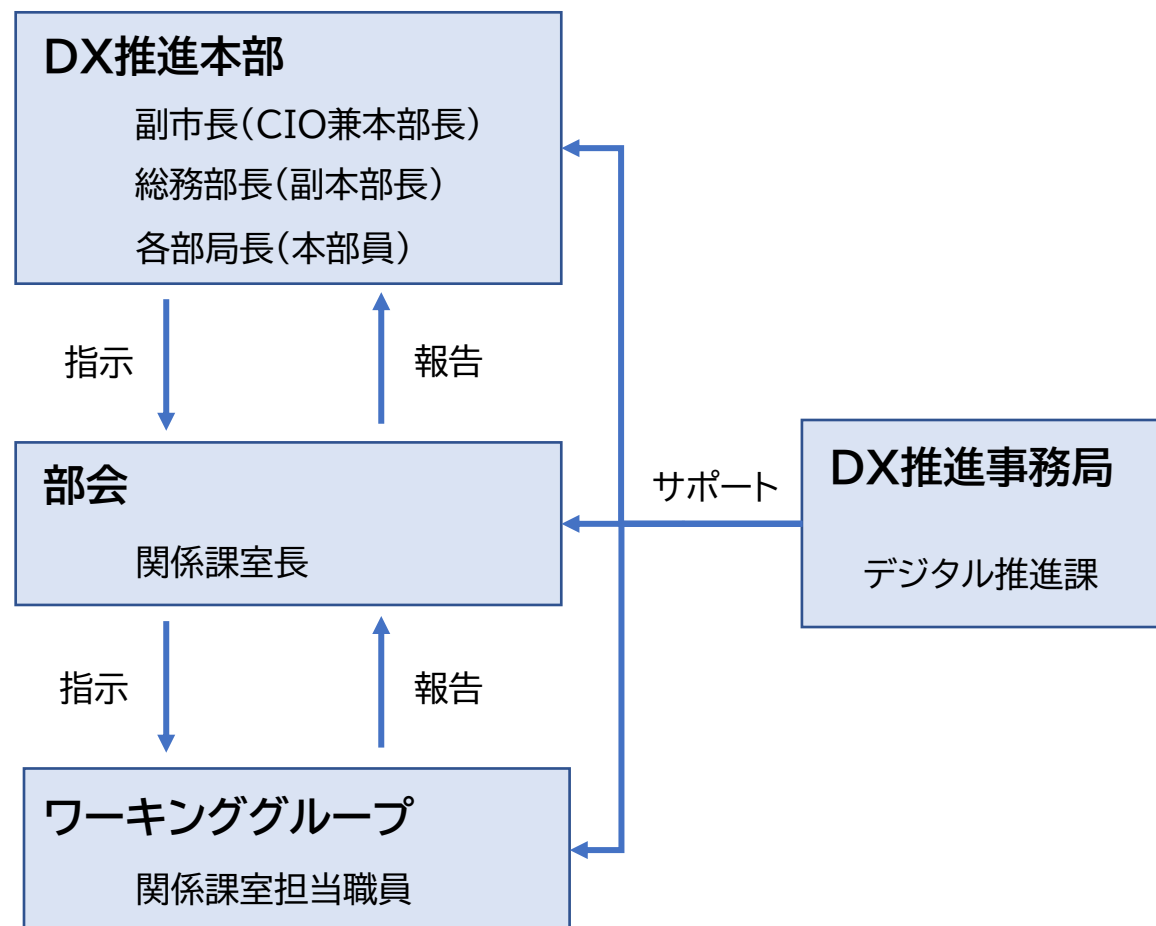 DX推進本部
副市長(CIO兼本部長)
総務部長(副本部長)
各部局長(本部員)
指示
報告
部会
関係課室長
サポート
DX推進事務局
デジタル推進課
指示
報告
ワーキンググループ
関係課室担当職員